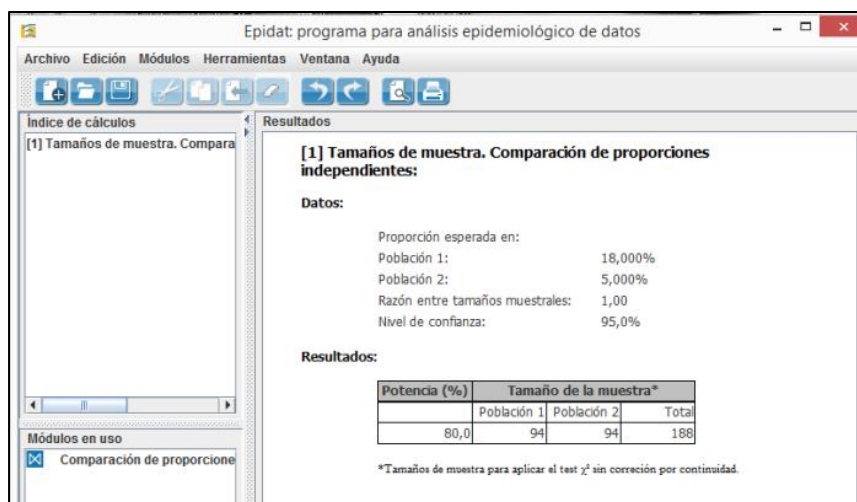 Epidat: programa para análisis epidemiológico de datos
Archivo Edición Módulos Herramientas Ventana Ayuda
Índice de cálculos
[1] Tamaños de muestra. Compara
Módulos en uso
Comparación de proporcione
Resultados
[1] Tamaños de muestra. Comparación de proporciones
independientes:
Datos:
Proporción esperada en:
Población 1: 18,000%
Población 2: 5,000%
Razón entre tamaños muestrales: 1,00
Nivel de confianza: 95,0%
Resultados:
Potencia (%) Tamaño de la muestra*
Población 1 Población 2 Total
80,0 94 94 188
*Tamaños de muestra para aplicar el test χ² sin correción por continuidad.